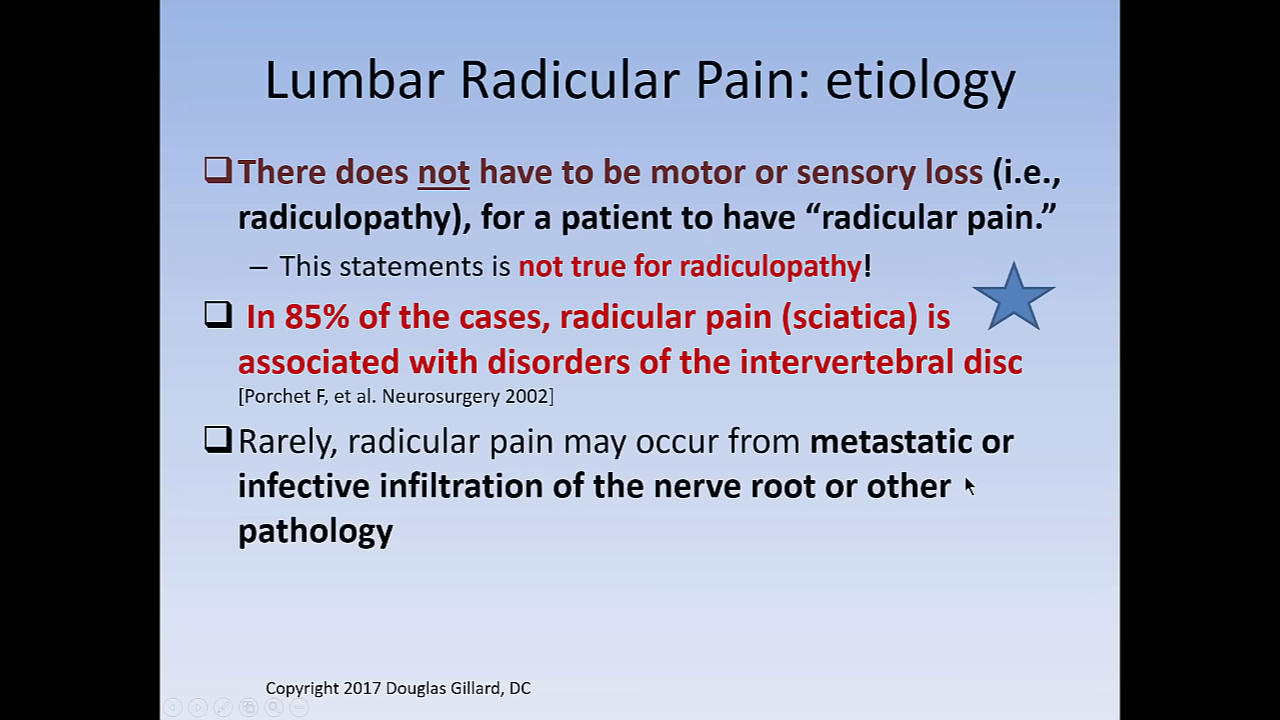 Lumbar Radicular Pain: etiology
There does not have to be motor or sensory loss (i.e.,
radiculopathy), for a patient to have “radicular pain.”
– This statements is not true for radiculopathy!
In 85% of the cases, radicular pain (sciatica) is
associated with disorders of the intervertebral disc
[Porchet F, et al. Neurosurgery 2002]
Rarely, radicular pain may occur from metastatic or
infective infiltration of the nerve root or other
pathology
Copyright 2017 Douglas Gillard, DC